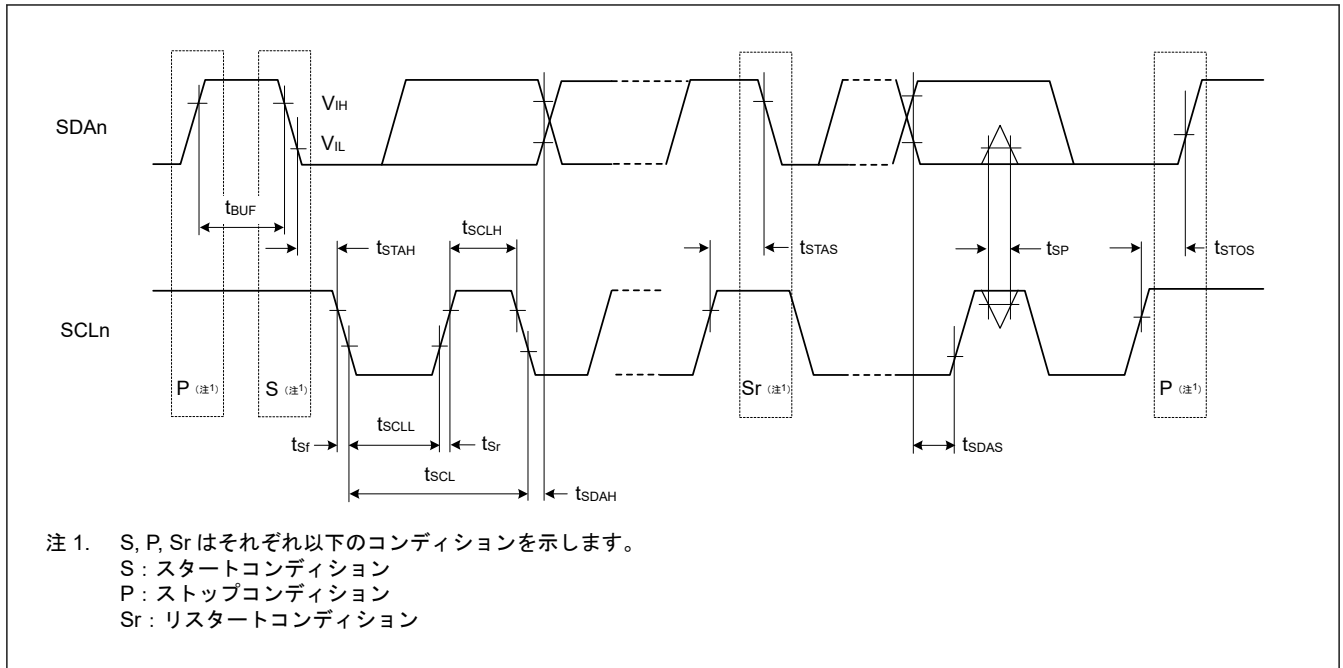 SDAn
VIH
VIL
tBUF
tSTAH
tSCLH
tSTAS
tSP
tSTOS
SCLn
P（注1）
S（注1）
Sr（注1）
P（注1）
tSf
tSCLL
tSr
tSDAS
tSCL
tSDAH
注 1. S, P, Sr はそれぞれ以下のコンディションを示します。
S：スタートコンディション
P：ストップコンディション
Sr：リスタートコンディション